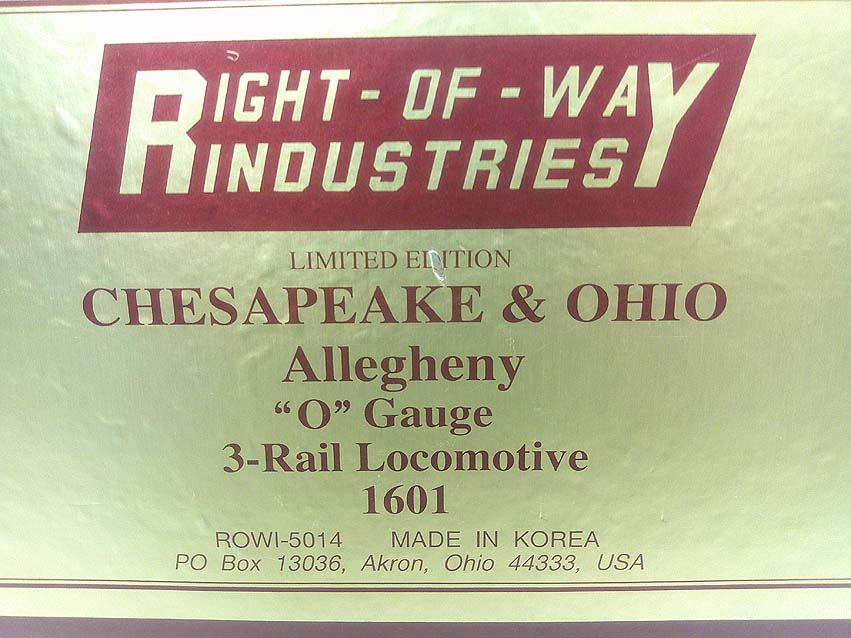 RIGHT-OF-WAY
INDUSTRIES
LIMITED EDITION
CHESAPEAKE & OHIO
Allegheny
“O” Gauge
3-Rail Locomotive
1601
ROWI-5014 MADE IN KOREA
PO Box 13036, Akron, Ohio 44333, USA